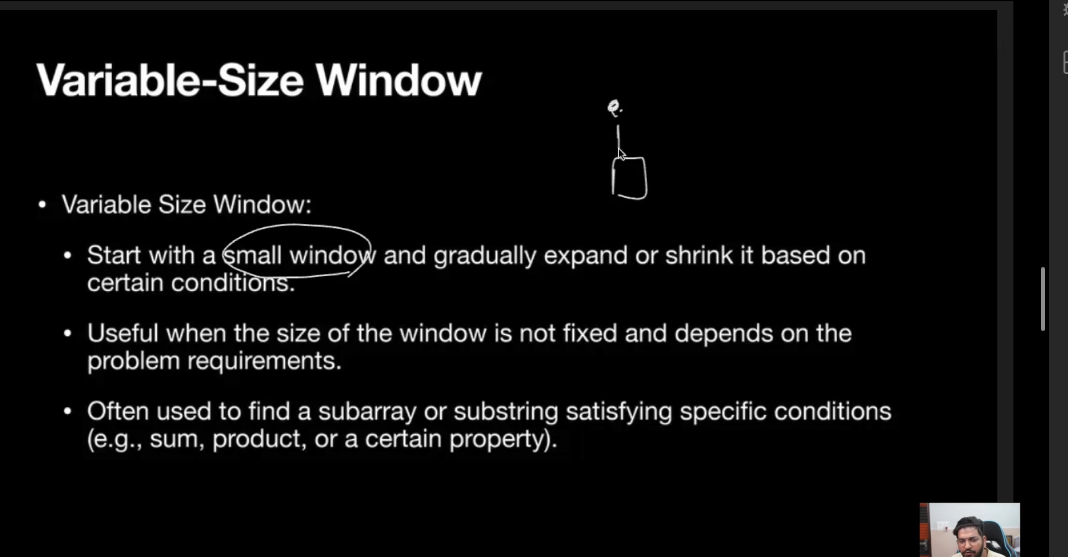 Variable-Size Window
• Variable Size Window:
• Start with a small window and gradually expand or shrink it based on
certain conditions.
• Useful when the size of the window is not fixed and depends on the
problem requirements.
• Often used to find a subarray or substring satisfying specific conditions
(e.g., sum, product, or a certain property).